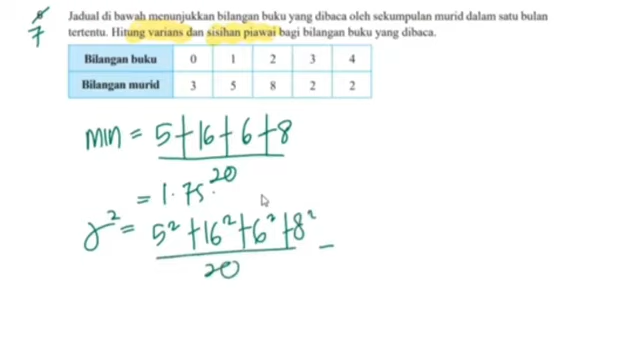 8
7
Jadual di bawah menunjukkan bilangan buku yang dibaca oleh sekumpulan murid dalam satu bulan
tertentu. Hitung varians dan sisihan piawai bagi bilangan buku yang dibaca.
Bilangan buku 0 1 2 3 4
Bilangan murid 3 5 8 2 2
min = 5+16+6+8
20
= 1.75.
γ² = 5²+16²+6²+8² –
20